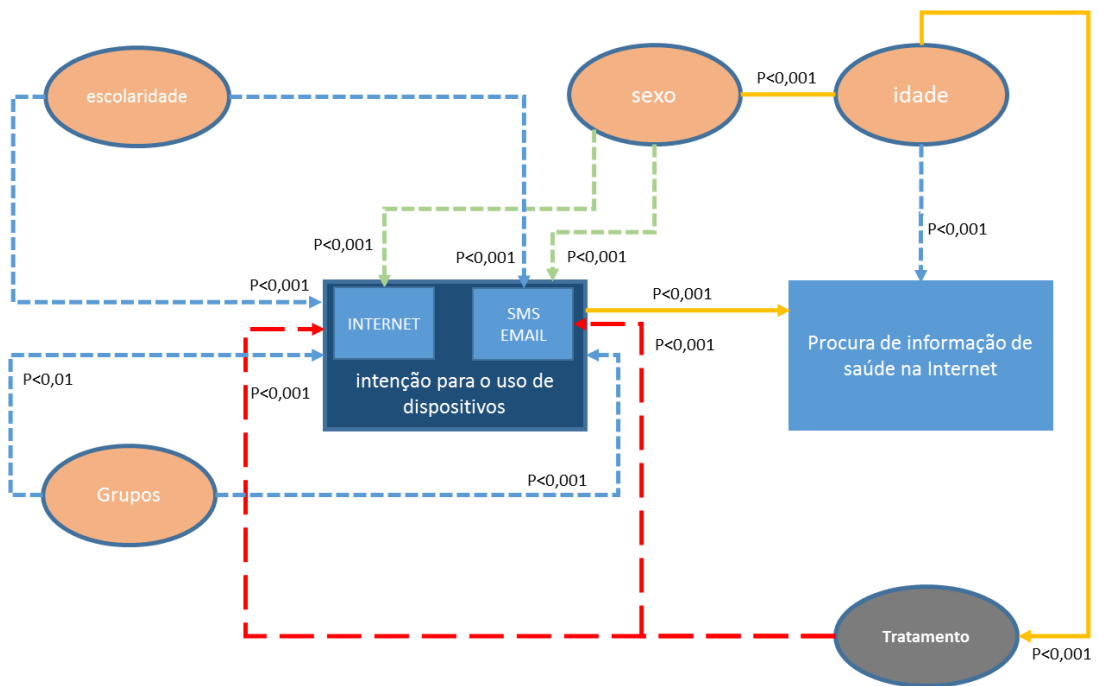 P<0,001
escolaridade
sexo
idade
P<0,001
P<0,001
P<0,001
P<0,001
P<0,001
P<0,001
INTERNET
SMS
EMAIL
P<0,001
Procura de informação de
saúde na Internet
P<0,01
P<0,001
intenção para o uso de
dispositivos
P<0,001
Grupos
Tratamento
P<0,001